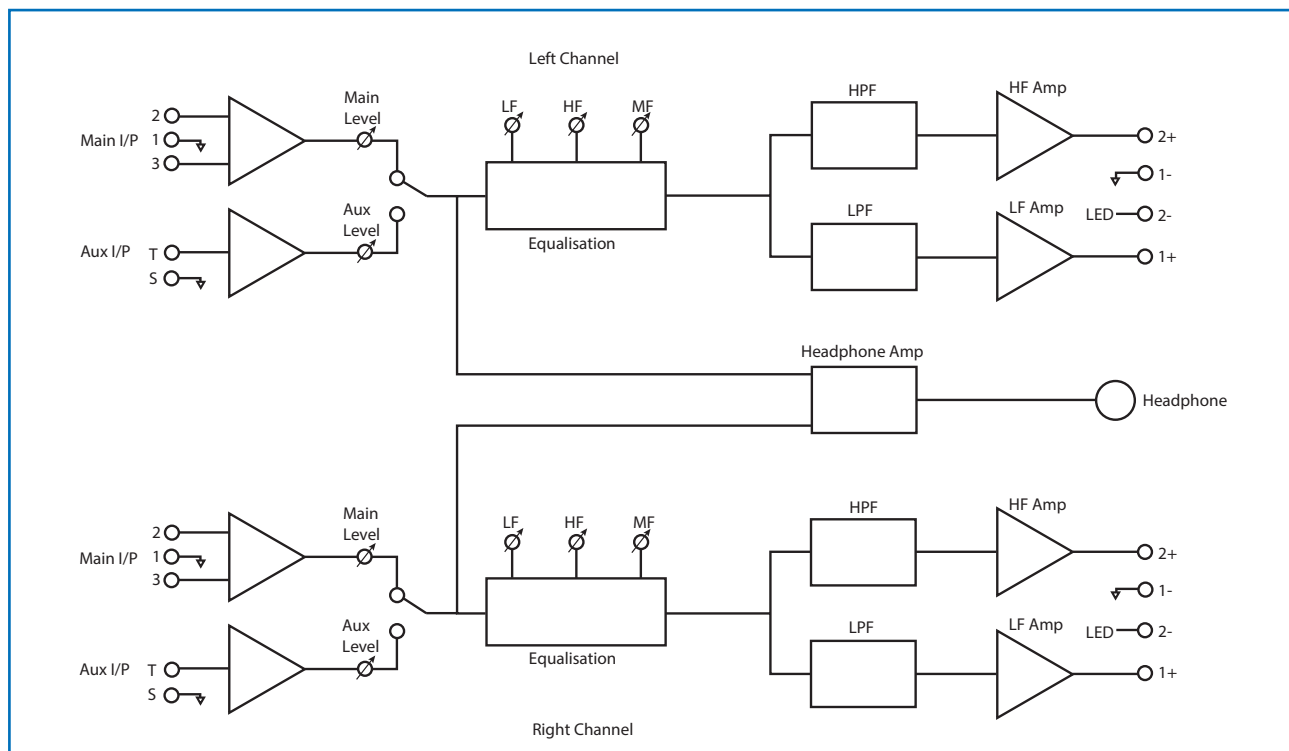 Left Channel
2
Main I/P 1
3
Main
Level
Aux I/P T
S
Aux
Level
LF HF MF
Equalisation
HPF
HF Amp
2+
1-
LED 2-
LPF
LF Amp
1+
Headphone Amp
Headphone
2
Main I/P 1
3
Main
Level
Aux I/P T
S
Aux
Level
LF HF MF
Equalisation
HPF
HF Amp
2+
1-
LED 2-
LPF
LF Amp
1+
Right Channel